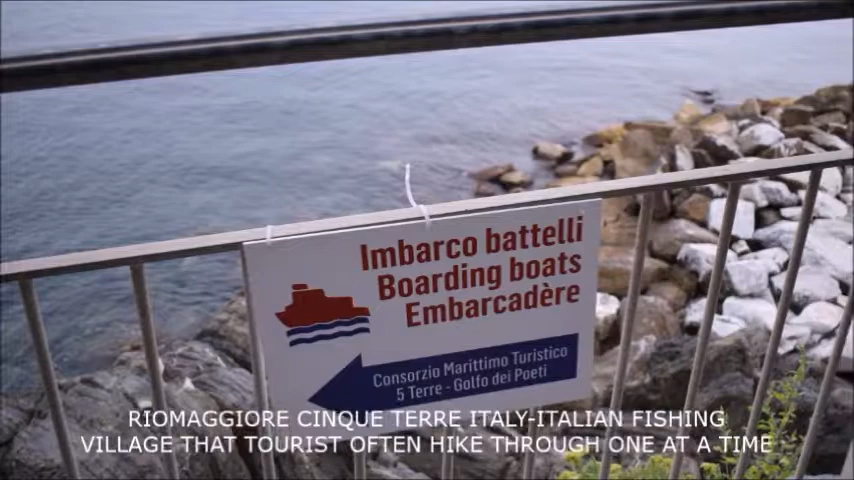 Imbarco battelli
Boarding boats
Embarcadère
Consorzio Marittimo Turistico
5 Terre - Golfo dei Poeti
RIOMAGGIORE CINQUE TERRE ITALY-ITALIAN FISHING
VILLAGE THAT TOURIST OFTEN HIKE THROUGH ONE AT A TIME